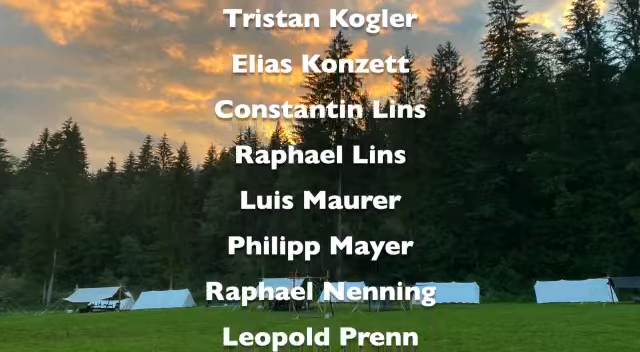 Tristan Kogler
Elias Konzett
Constantin Lins
Raphael Lins
Luis Maurer
Philipp Mayer
Raphael Nenning
Leopold Prenn